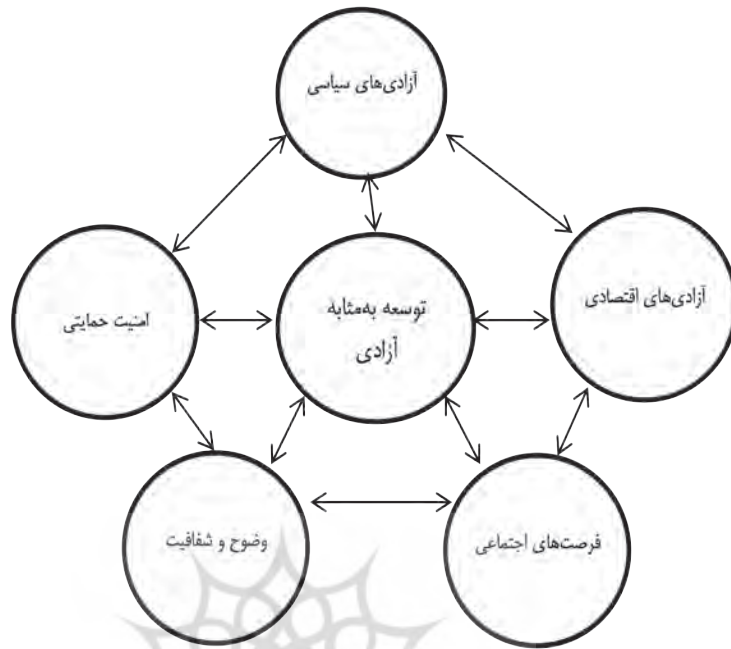 آزادی‌های سیاسی
آزادی‌های اقتصادی
توسعه به‌مثابه
آزادی
امنیت حمایتی
فرصت‌های اجتماعی
وضوح و شفافیت